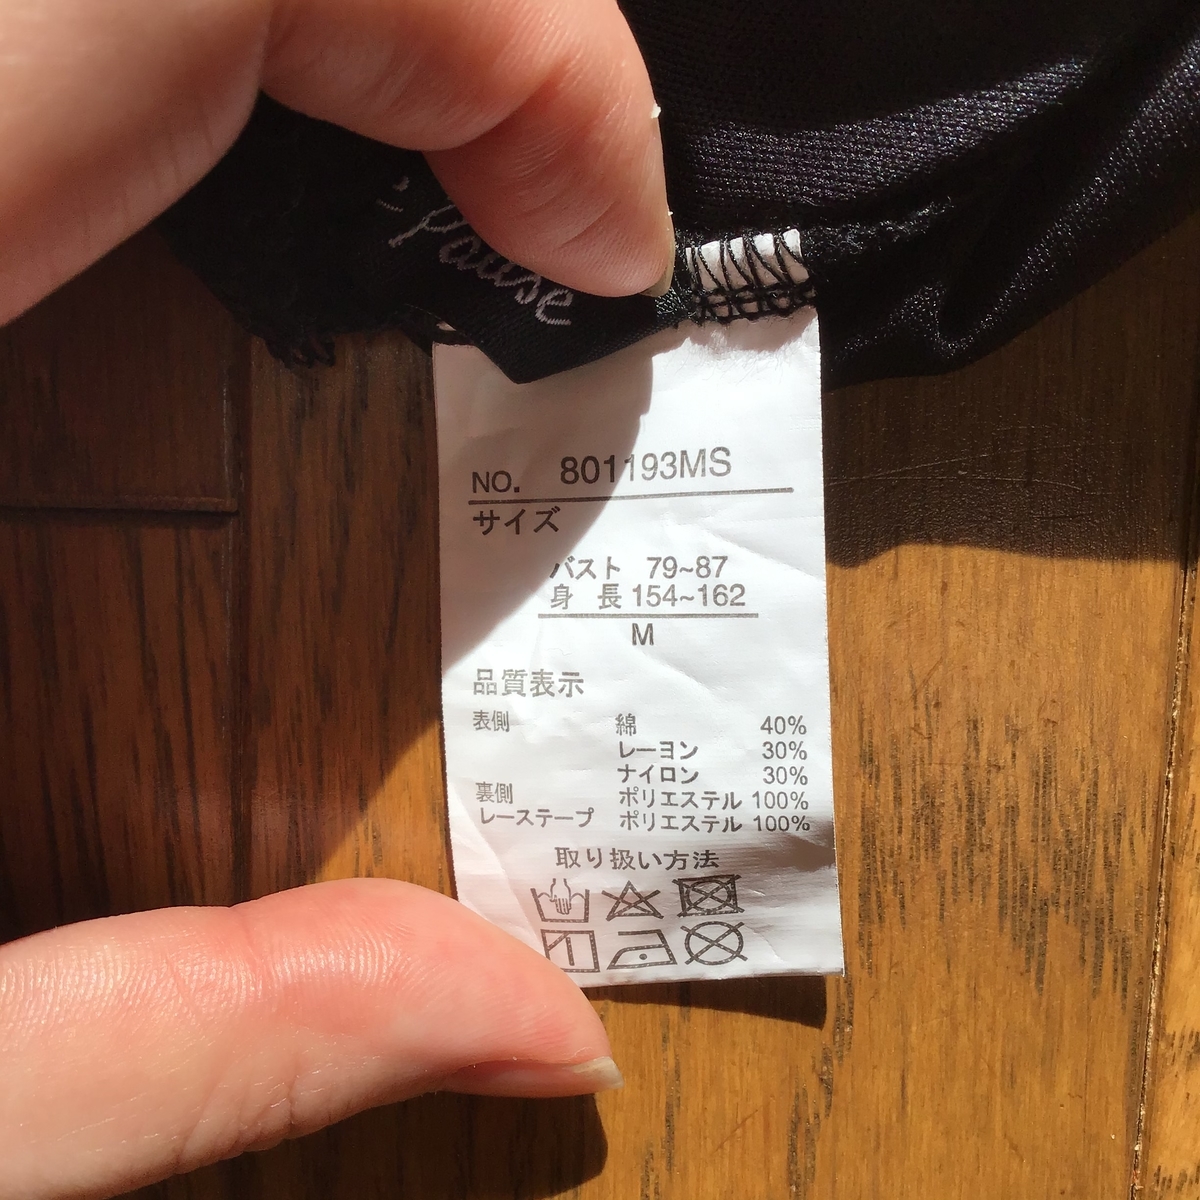 pause
NO. 801193MS
サイズ
バスト 79~87
身 長 154~162
M
品質表示
表側 綿 40%
レーヨン 30%
ナイロン 30%
裏側 ポリエステル 100%
レーステープ ポリエステル 100%
取り扱い方法